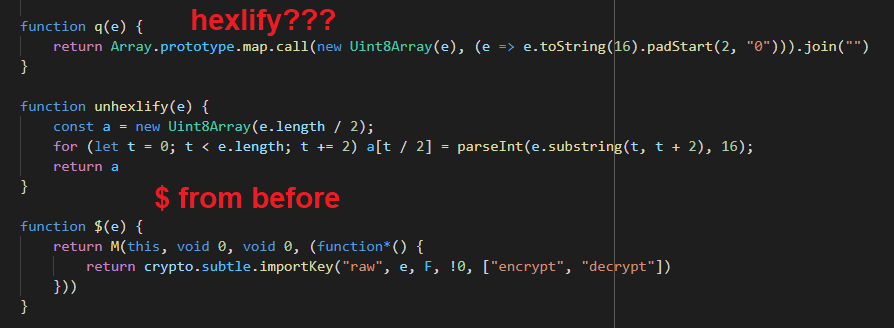 hexlify???
function q(e) {
    return Array.prototype.map.call(new Uint8Array(e), (e => e.toString(16).padStart(2, "0"))).join("")
}
function unhexlify(e) {
    const a = new Uint8Array(e.length / 2);
    for (let t = 0; t < e.length; t += 2) a[t / 2] = parseInt(e.substring(t, t + 2), 16);
    return a
}
$ from before
function $(e) {
    return M(this, void 0, void 0, (function*() {
        return crypto.subtle.importKey("raw", e, F, !0, ["encrypt", "decrypt"])
    }))
}